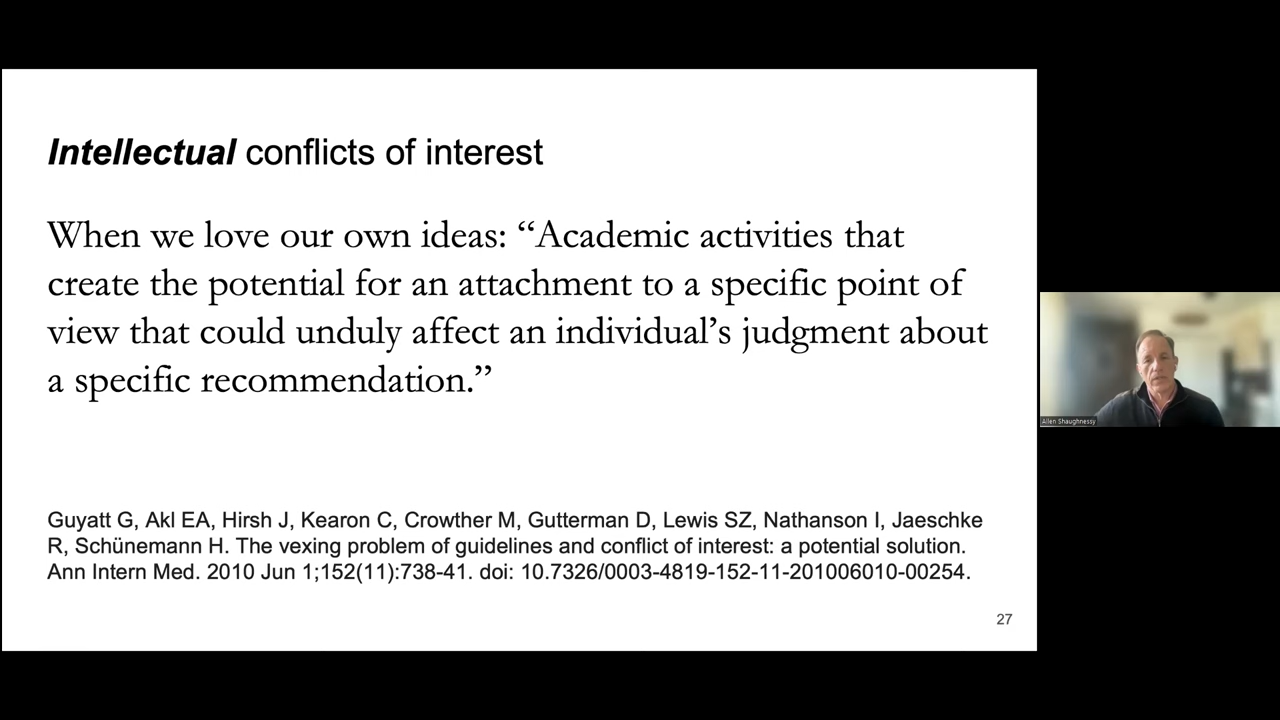 Intellectual conflicts of interest
When we love our own ideas: “Academic activities that
create the potential for an attachment to a specific point of
view that could unduly affect an individual’s judgment about
a specific recommendation.”
Guyatt G, Akl EA, Hirsh J, Kearon C, Crowther M, Gutterman D, Lewis SZ, Nathanson I, Jaeschke
R, Schünemann H. The vexing problem of guidelines and conflict of interest: a potential solution.
Ann Intern Med. 2010 Jun 1;152(11):738-41. doi: 10.7326/0003-4819-152-11-201006010-00254.
27
Allen Shaughnessy